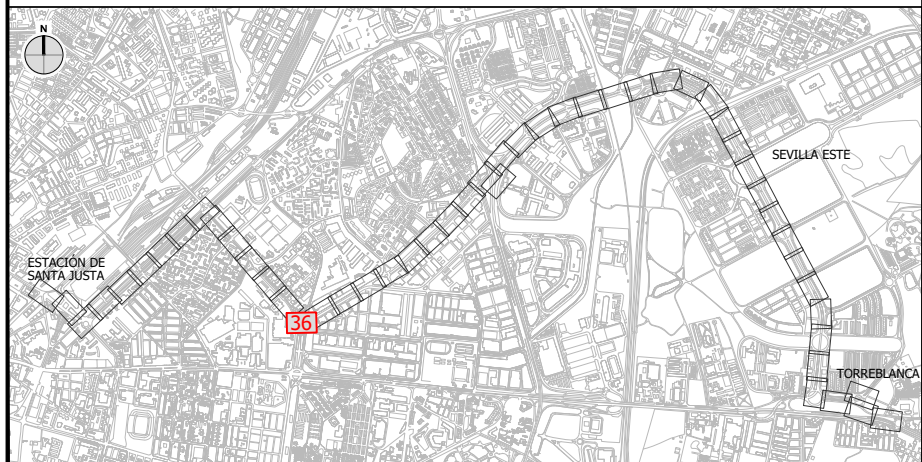 N
SEVILLA ESTE
ESTACIÓN DE
SANTA JUSTA
36
TORREBLANCA